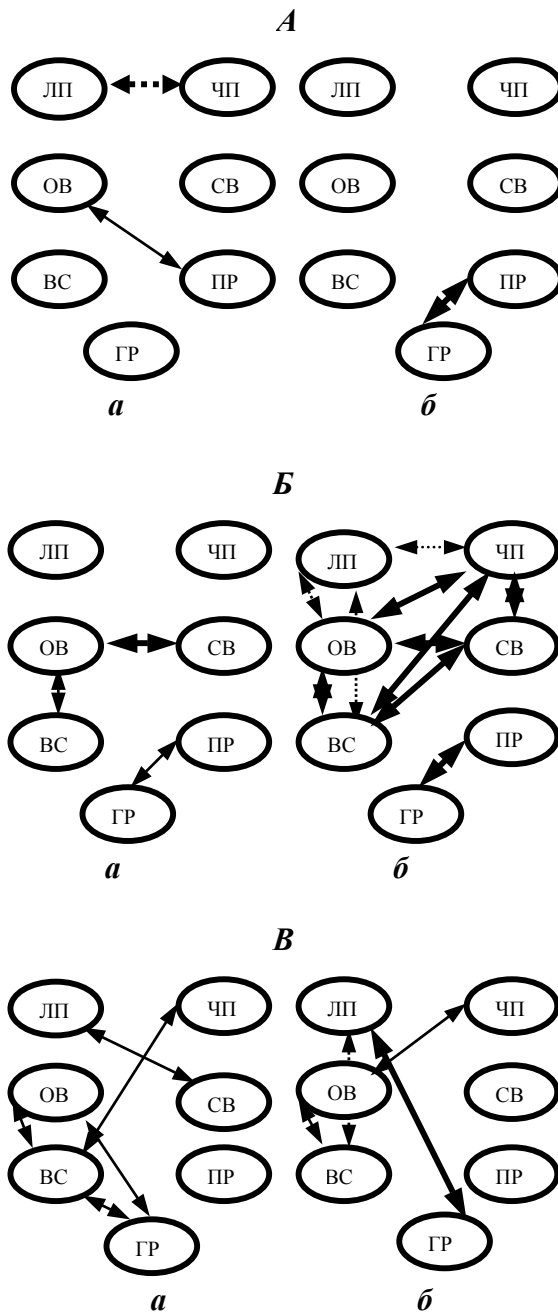 А
ЛП ЧП ЛП ЧП
ОВ СВ ОВ СВ
ВС ПР ВС ПР
ГР ГР
а б
Б
ЛП ЧП ЛП ЧП
ОВ СВ ОВ СВ
ВС ПР ВС ПР
ГР ГР
а б
В
ЛП ЧП ЛП ЧП
ОВ СВ ОВ СВ
ВС ПР ВС ПР
ГР ГР
а б